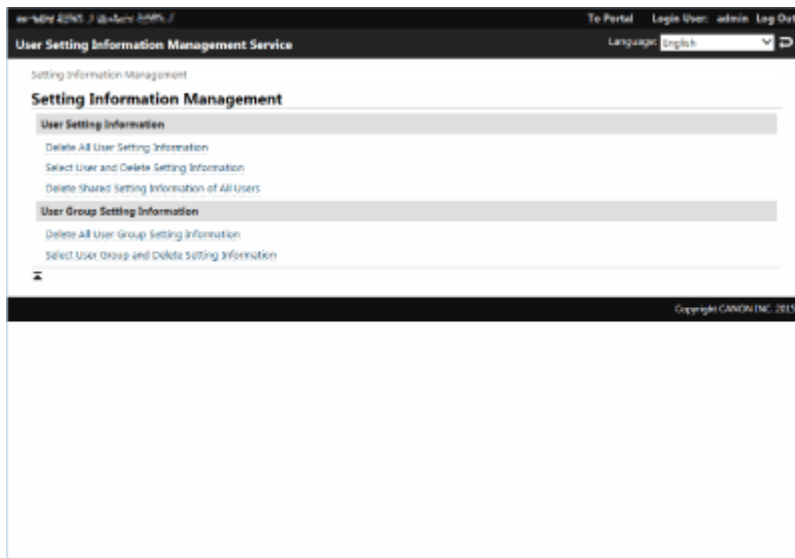 To Portal Login User: admin Log Out
User Setting Information Management Service
Language: English
Setting Information Management
Setting Information Management
User Setting Information
Delete All User Setting Information
Select User and Delete Setting Information
Delete Shared Setting Information of All Users
User Group Setting Information
Delete All User Group Setting Information
Select User Group and Delete Setting Information
Copyright CANON INC. 2015